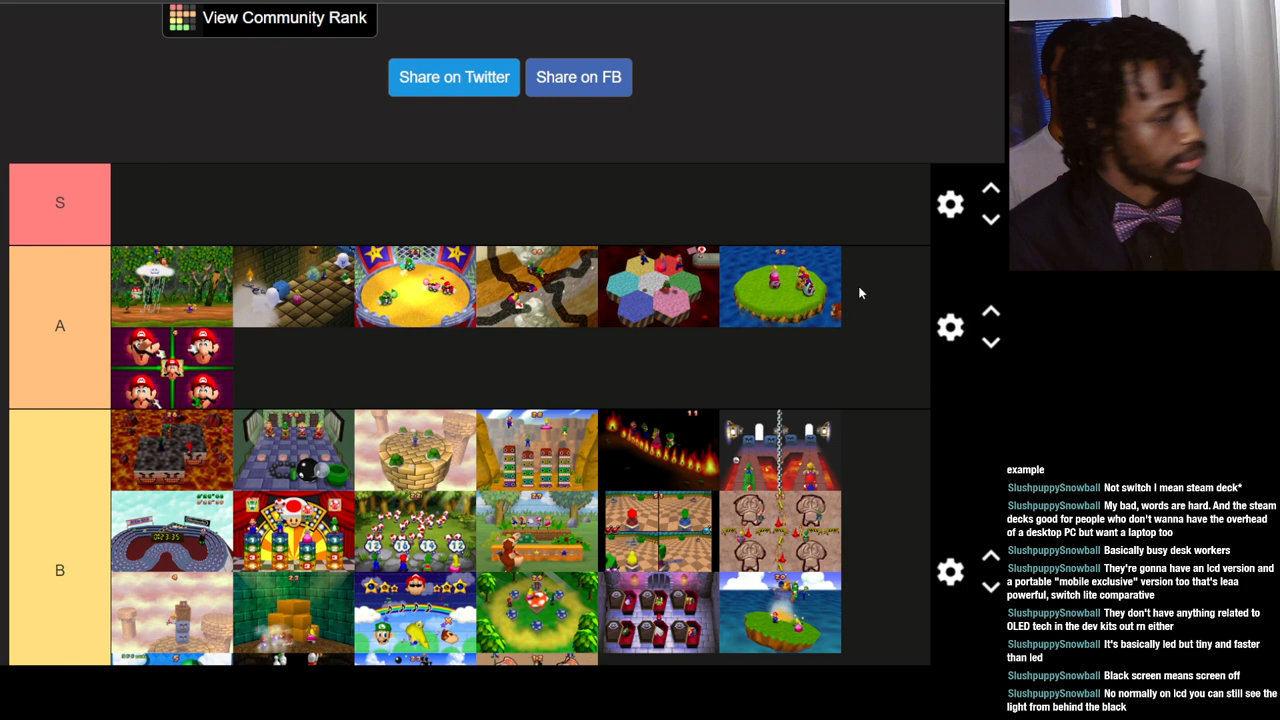 View Community Rank
Share on Twitter
Share on FB
S
A
B
example
SlushpuppySnowball Not switch I mean steam deck*
SlushpuppySnowball My bad, words are hard. And the steam
decks good for people who don't wanna have the overhead
of a desktop PC but want a laptop too
SlushpuppySnowball Basically busy desk workers
SlushpuppySnowball They're gonna have an lcd version and
a portable "mobile exclusive" version too that's leaa
powerful, switch lite comparative
SlushpuppySnowball They don't have anything related to
OLED tech in the dev kits out rn either
SlushpuppySnowball It's basically led but tiny and faster
than led
SlushpuppySnowball Black screen means screen off
SlushpuppySnowball No normally on lcd you can still see the
light from behind the black